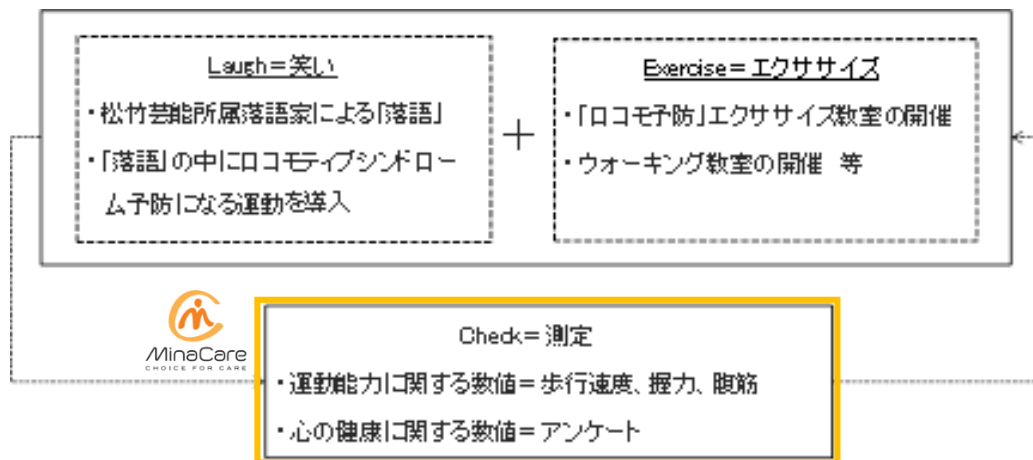 Laugh=笑い
・松竹芸能所属落語家による「落語」
・「落語」の中にロコモティブシンドロー
ム予防になる運動を導入
+
Exercise=エクササイズ
・「ロコモ予防」エクササイズ教室の開催
・ウォーキング教室の開催 等
MinaCare
CHOICE FOR CARE
Check=測定
・運動能力に関する数値=歩行速度、握力、腹筋
・心の健康に関する数値=アンケート